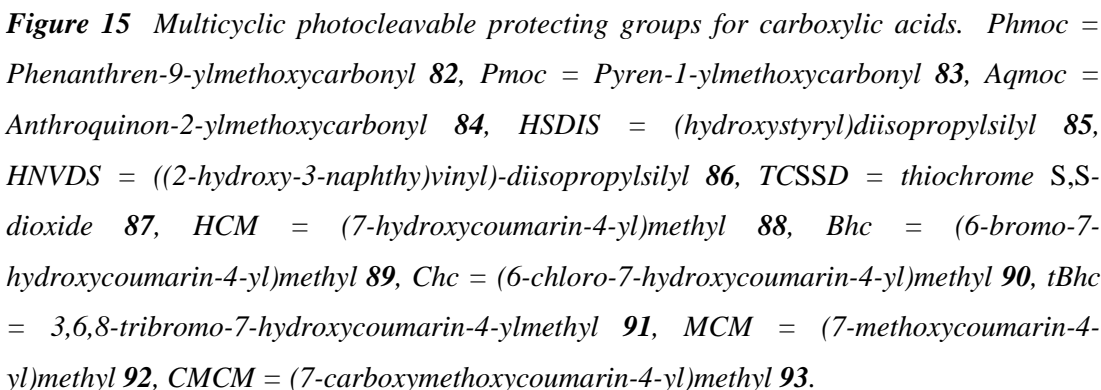 Figure 15 Multicyclic photocleavable protecting groups for carboxylic acids. Phmoc =
Phenanthren-9-ylmethoxycarbonyl 82, Pmoc = Pyren-1-ylmethoxycarbonyl 83, Aqmoc =
Anthroquinon-2-ylmethoxycarbonyl 84, HSDIS = (hydroxystyryl)diisopropylsilyl 85,
HNVDS = ((2-hydroxy-3-naphthy)vinyl)-diisopropylsilyl 86, TCSSD = thiochrome S,S-
dioxide 87, HCM = (7-hydroxycoumarin-4-yl)methyl 88, Bhc = (6-bromo-7-
hydroxycoumarin-4-yl)methyl 89, Chc = (6-chloro-7-hydroxycoumarin-4-yl)methyl 90, tBhc
= 3,6,8-tribromo-7-hydroxycoumarin-4-ylmethyl 91, MCM = (7-methoxycoumarin-4-
yl)methyl 92, CMCM = (7-carboxymethoxycoumarin-4-yl)methyl 93.